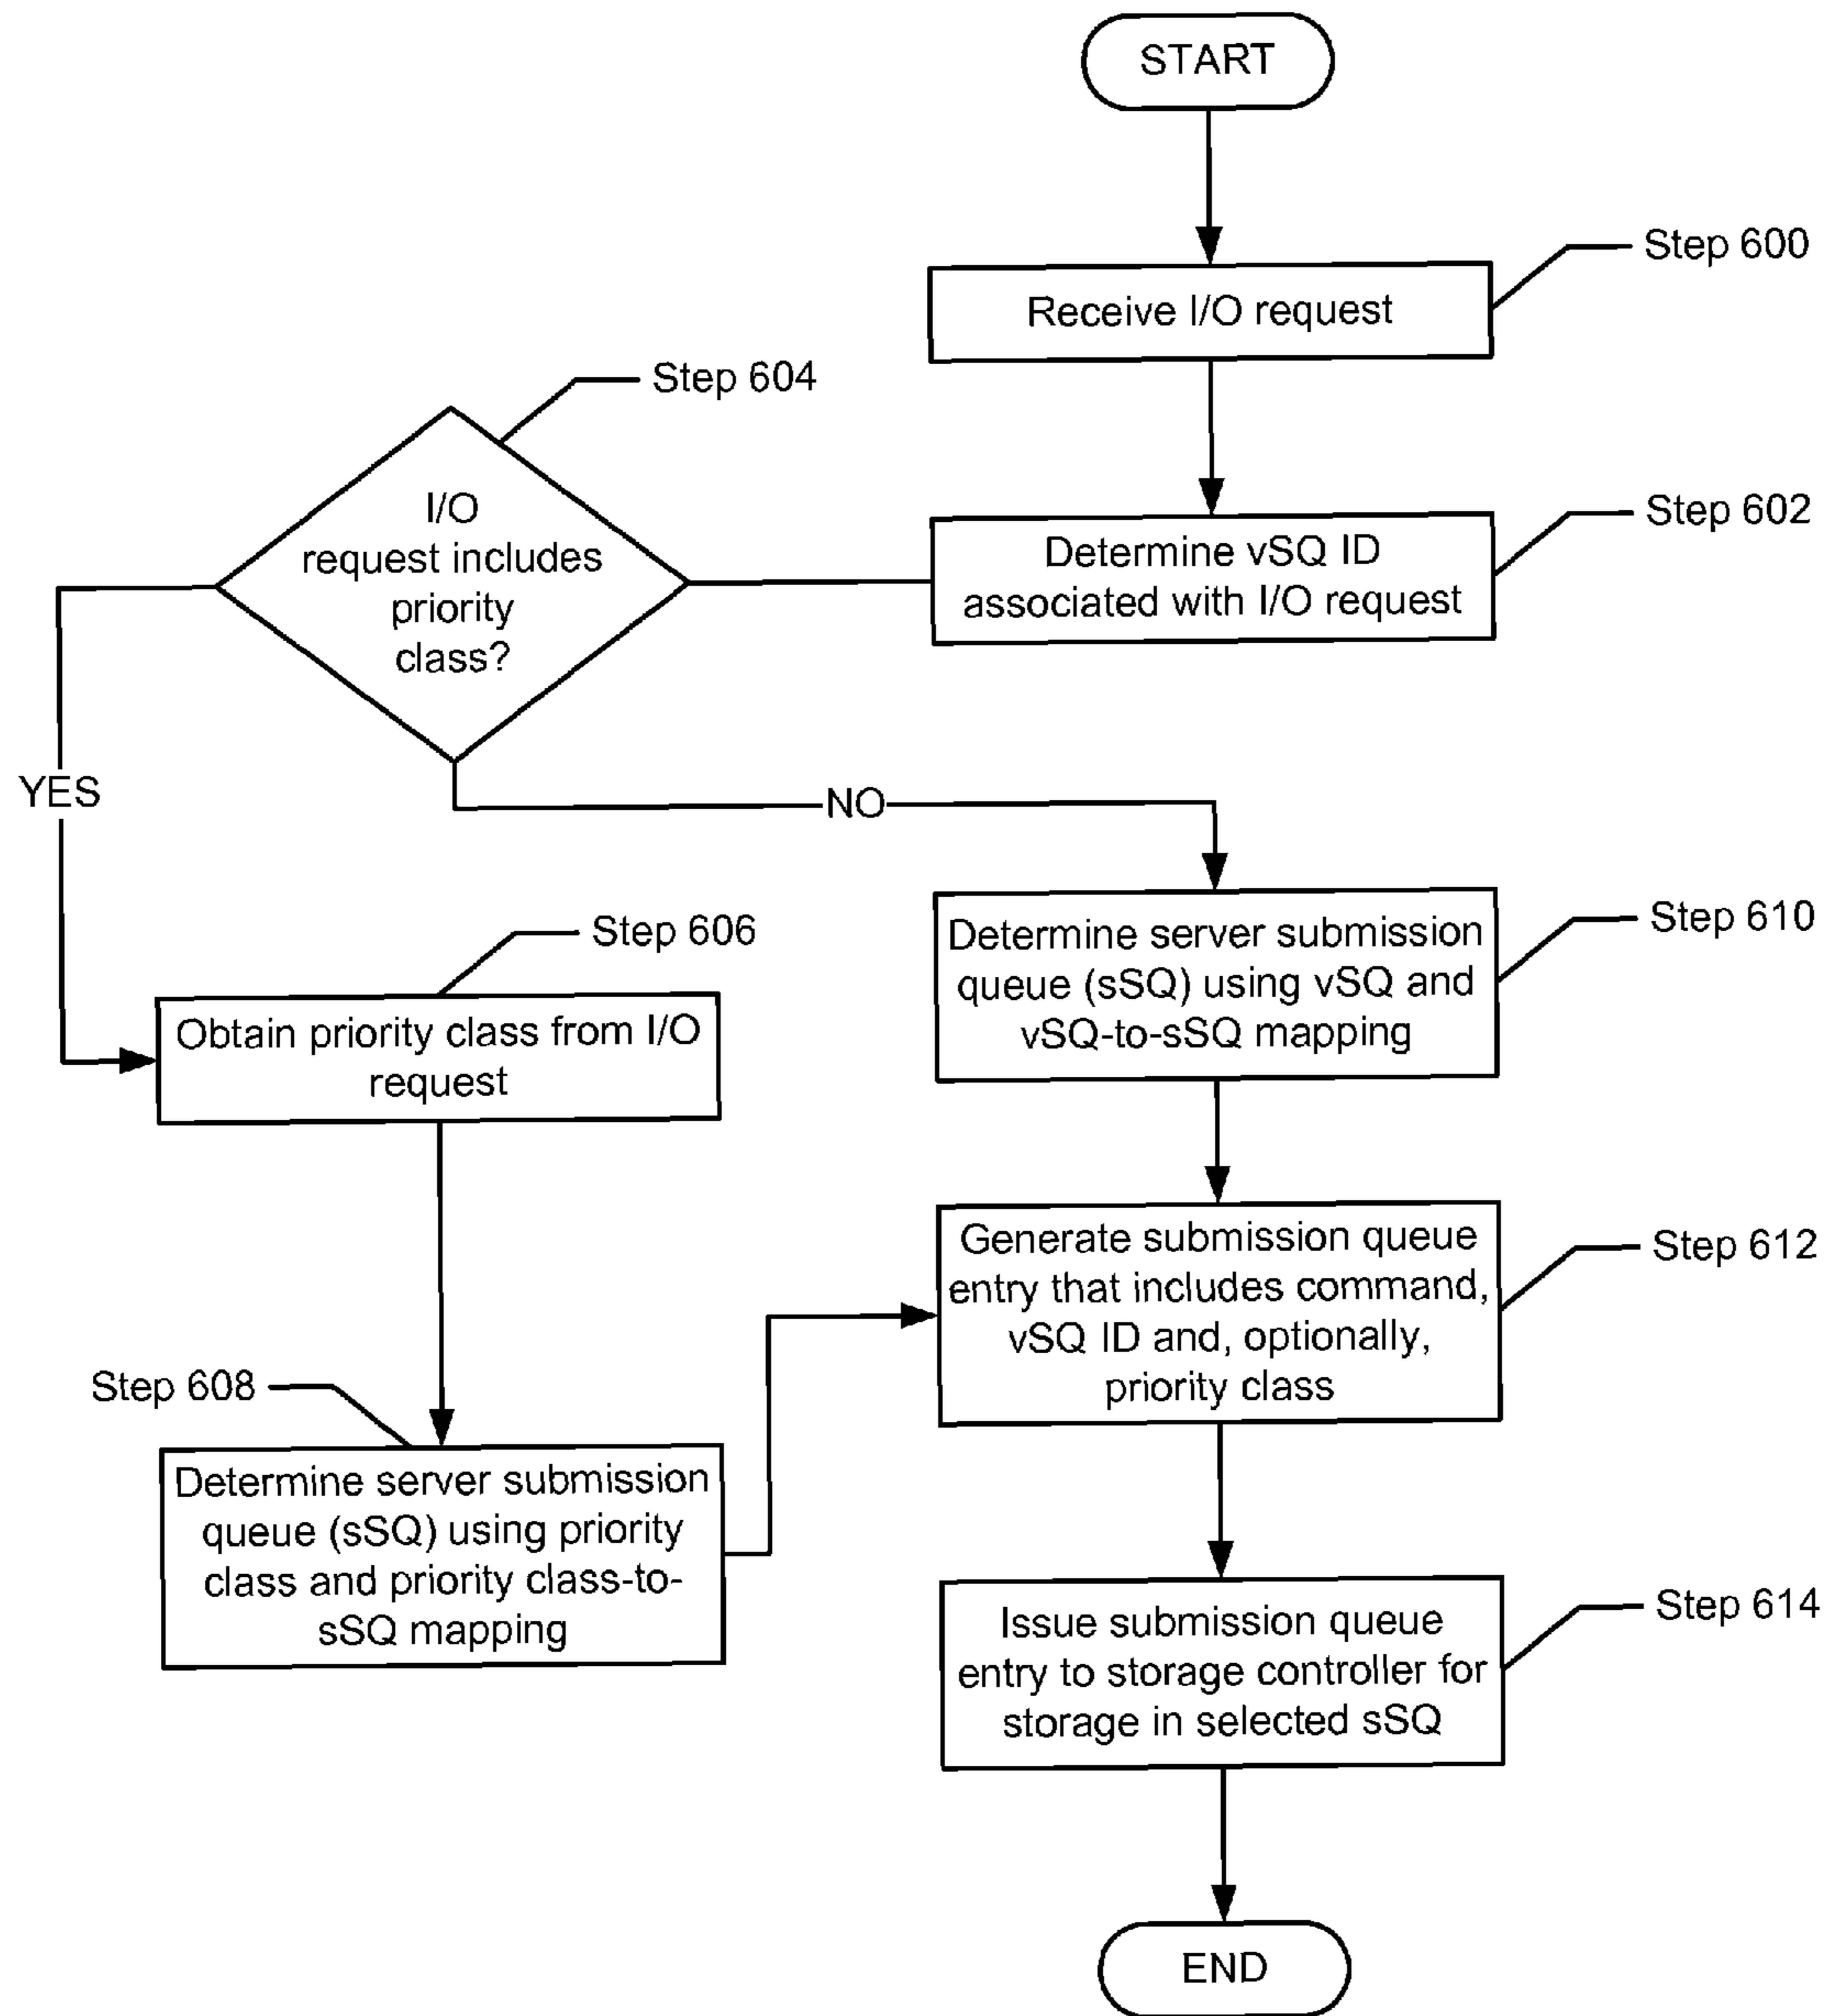 START
Step 600
Receive I/O request
Step 602
Determine vSQ ID
associated with I/O request
Step 604
I/O
request includes
priority
class?
YES
NO
Step 606
Obtain priority class from I/O
request
Step 608
Determine server submission
queue (sSQ) using priority
class and priority class-to-
sSQ mapping
Step 610
Determine server submission
queue (sSQ) using vSQ and
vSQ-to-sSQ mapping
Step 612
Generate submission queue
entry that includes command,
vSQ ID and, optionally,
priority class
Step 614
Issue submission queue
entry to storage controller for
storage in selected sSQ
END